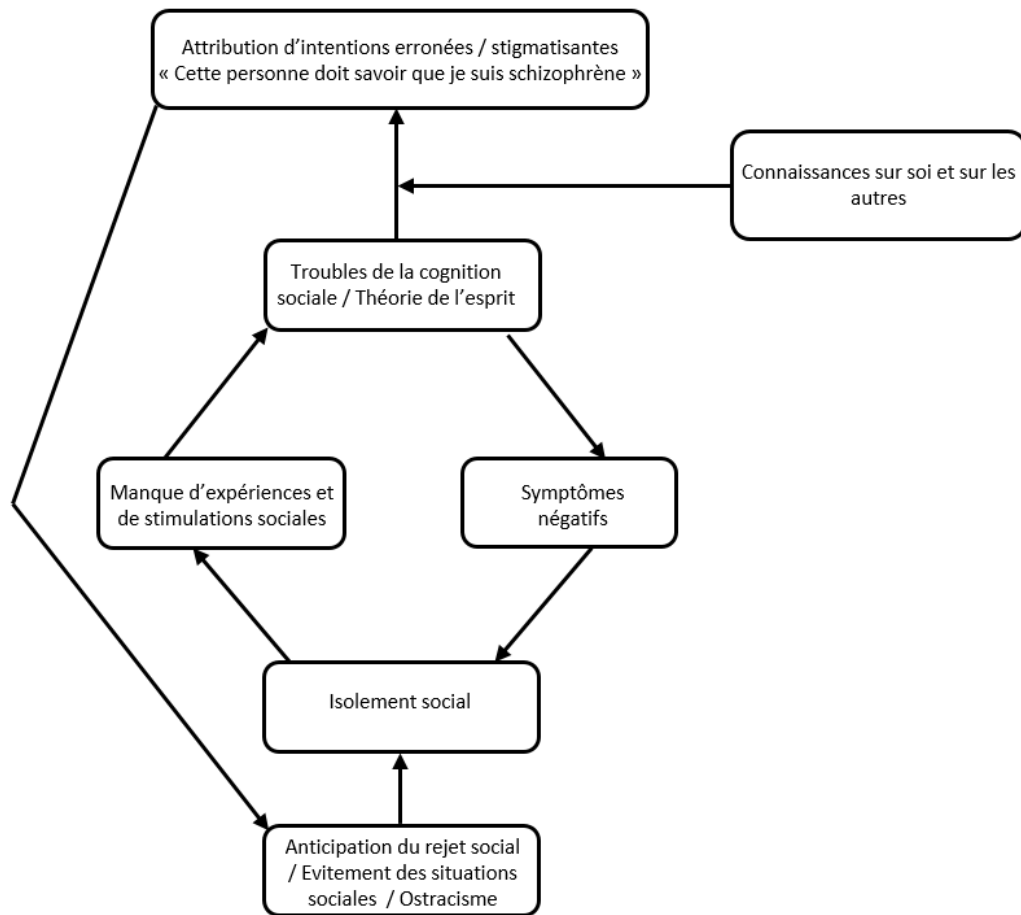 Attribution d’intentions erronées / stigmatisantes
« Cette personne doit savoir que je suis schizophrène »
Connaissances sur soi et sur les
autres
Troubles de la cognition
sociale / Théorie de l’esprit
Manque d’expériences et
de stimulations sociales
Symptômes
négatifs
Isolement social
Anticipation du rejet social
/ Evitement des situations
sociales / Ostracisme